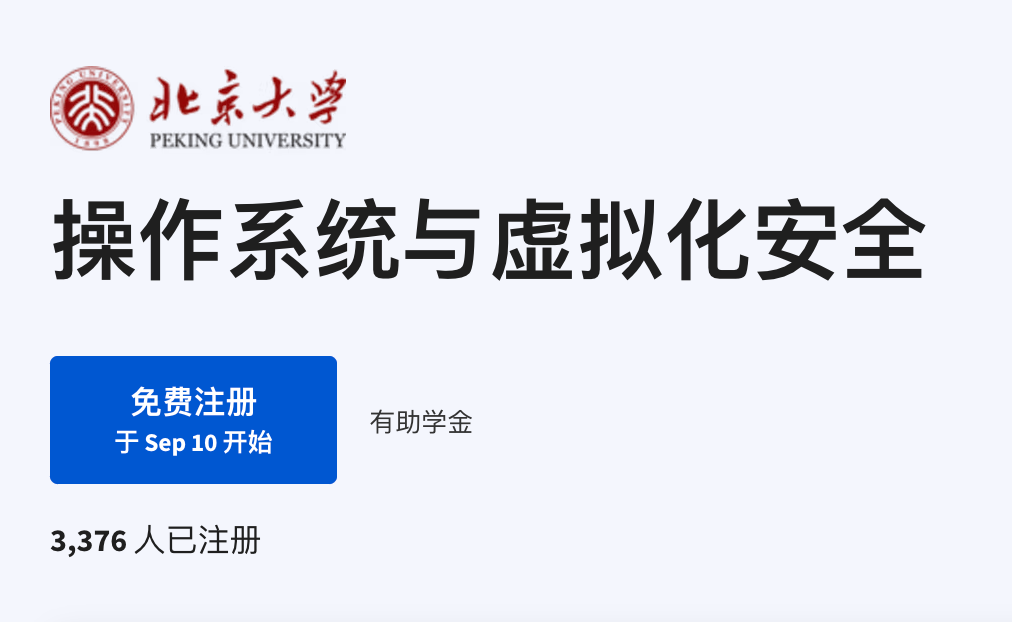 PEKING UNIVERSITY
1898
北京大学
PEKING UNIVERSITY
操作系统与虚拟化安全
免费注册
于 Sep 10 开始
有助学金
3,376 人已注册